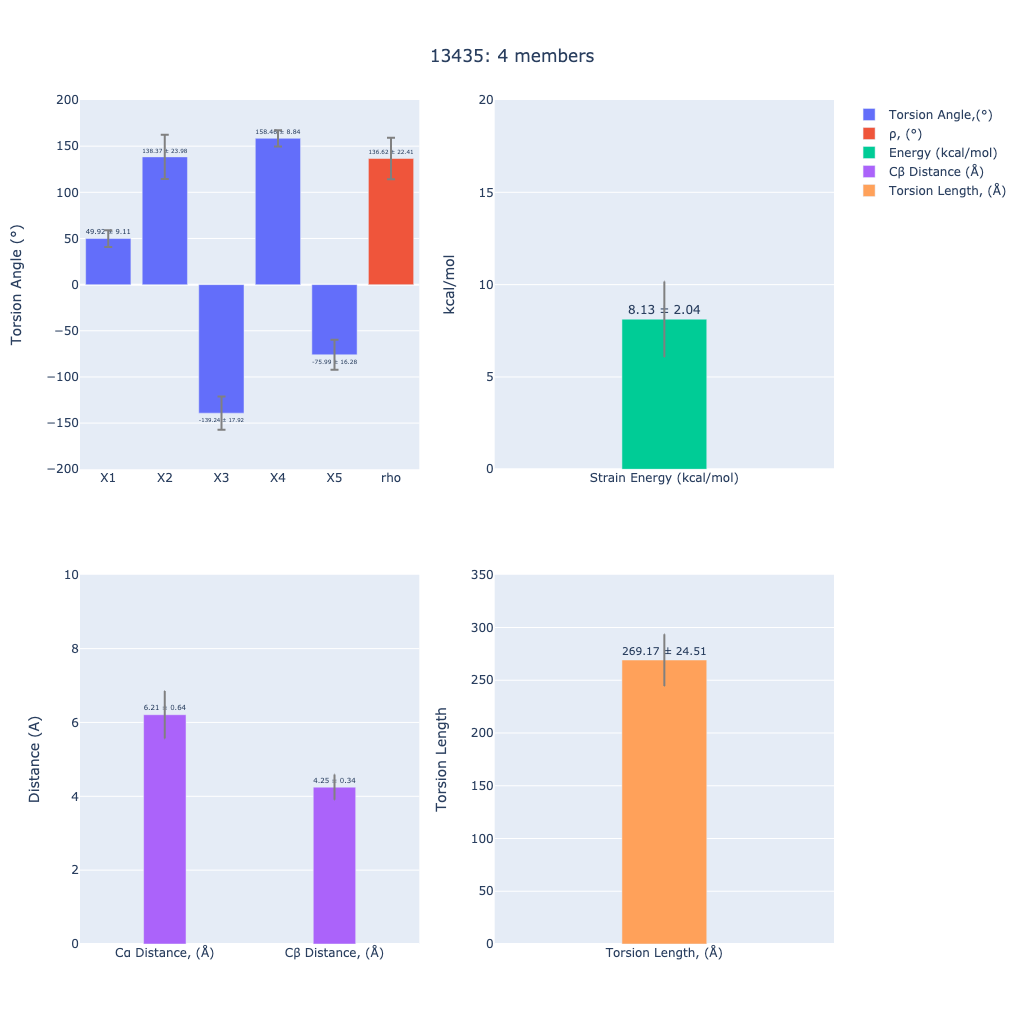 13435: 4 members
Torsion Angle (°)
200
150
100
50
0
−50
−100
−150
−200
49.92 ± 9.11
138.37 ± 23.98
-139.24 ± 17.92
158.46 ± 8.84
-75.99 ± 16.28
136.62 ± 22.41
X1 X2 X3 X4 X5 rho
kcal/mol
20
15
10
5
0
8.13 ± 2.04
Strain Energy (kcal/mol)
Torsion Angle,(°)
ρ, (°)
Energy (kcal/mol)
Cβ Distance (Å)
Torsion Length, (Å)
Distance (A)
10
8
6
4
2
0
6.21 ± 0.64
4.25 ± 0.34
Cα Distance, (Å) Cβ Distance, (Å)
Torsion Length
350
300
250
200
150
100
50
0
269.17 ± 24.51
Torsion Length, (Å)